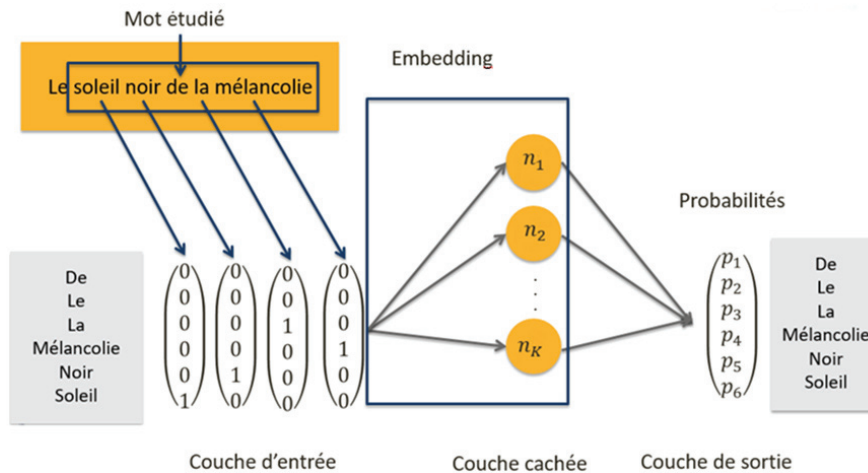 Mot étudié
Le soleil noir de la mélancolie
Embedding
n₁
n₂
n_K
Probabilités
De
Le
La
Mélancolie
Noir
Soleil
0 0 0 0
0 0 0 0
0 0 1 0
0 0 0 1
0 1 0 0
1 0 0 0
p₁
p₂
p₃
p₄
p₅
p₆
De
Le
La
Mélancolie
Noir
Soleil
Couche d'entrée
Couche cachée
Couche de sortie